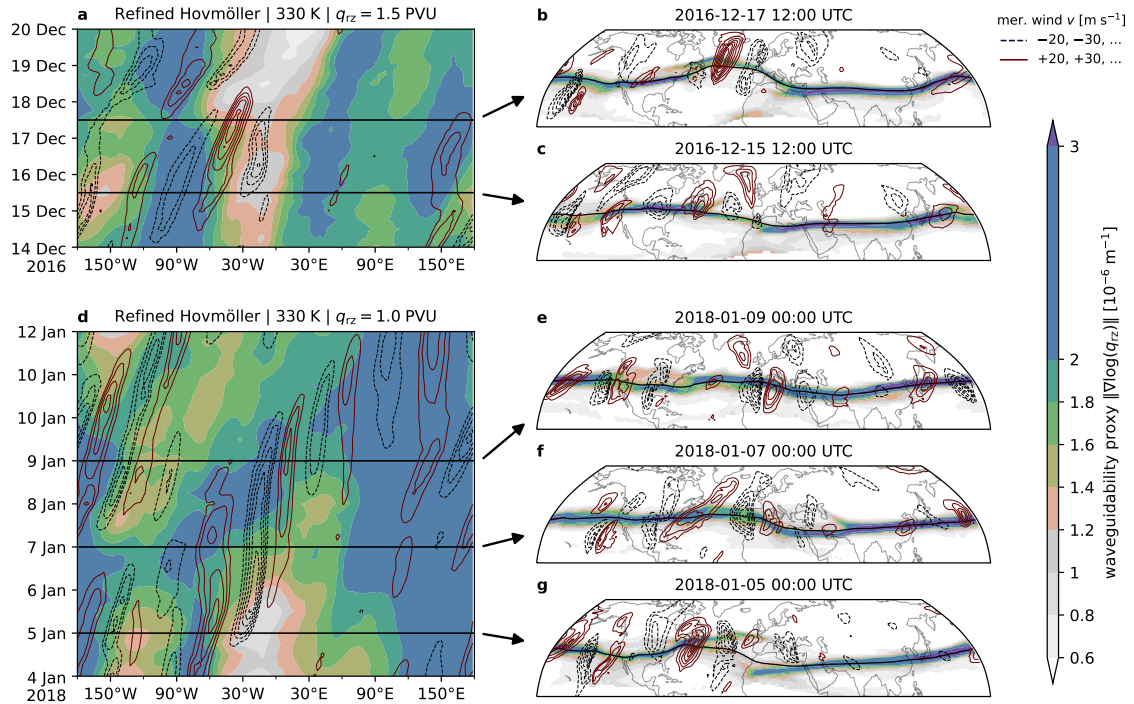 a Refined Hovmöller | 330 K | q_rz = 1.5 PVU
20 Dec
19 Dec
18 Dec
17 Dec
16 Dec
15 Dec
14 Dec
2016
150°W 90°W 30°W 30°E 90°E 150°E
b 2016-12-17 12:00 UTC
c 2016-12-15 12:00 UTC
mer. wind v [m s⁻¹]
−20, −30, ...
+20, +30, ...
d Refined Hovmöller | 330 K | q_rz = 1.0 PVU
12 Jan
11 Jan
10 Jan
9 Jan
8 Jan
7 Jan
6 Jan
5 Jan
4 Jan
2018
150°W 90°W 30°W 30°E 90°E 150°E
e 2018-01-09 00:00 UTC
f 2018-01-07 00:00 UTC
g 2018-01-05 00:00 UTC
3
2
1.8
1.6
1.4
1.2
1
0.8
0.6
waveguidability proxy ‖∇log(q_rz)‖ [10⁻⁶ m⁻¹]